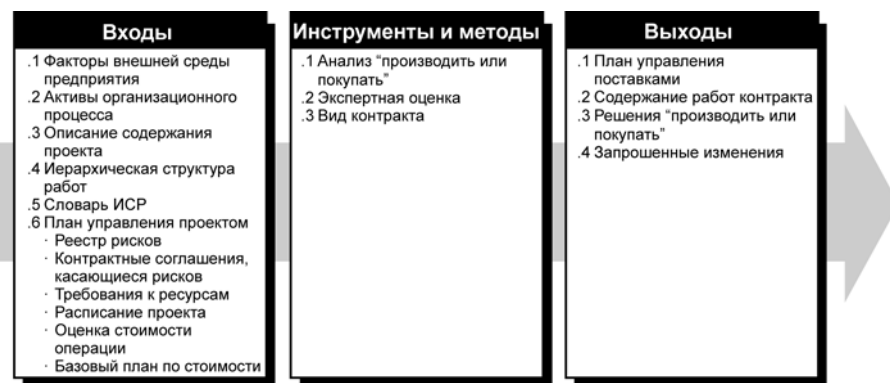 Входы
.1 Факторы внешней среды
предприятия
.2 Активы организационного
процесса
.3 Описание содержания
проекта
.4 Иерархическая структура
работ
.5 Словарь ИСР
.6 План управления проектом
· Реестр рисков
· Контрактные соглашения,
касающиеся рисков
· Требования к ресурсам
· Расписание проекта
· Оценка стоимости
операции
· Базовый план по стоимости
Инструменты и методы
.1 Анализ “производить или
покупать”
.2 Экспертная оценка
.3 Вид контракта
Выходы
.1 План управления
поставками
.2 Содержание работ контракта
.3 Решения “производить или
покупать”
.4 Запрошенные изменения